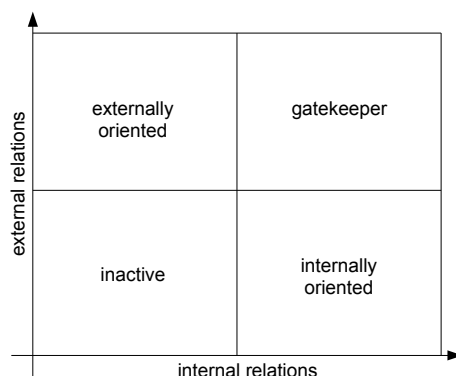 externally
oriented
gatekeeper
external relations
inactive
internally
oriented
internal relations